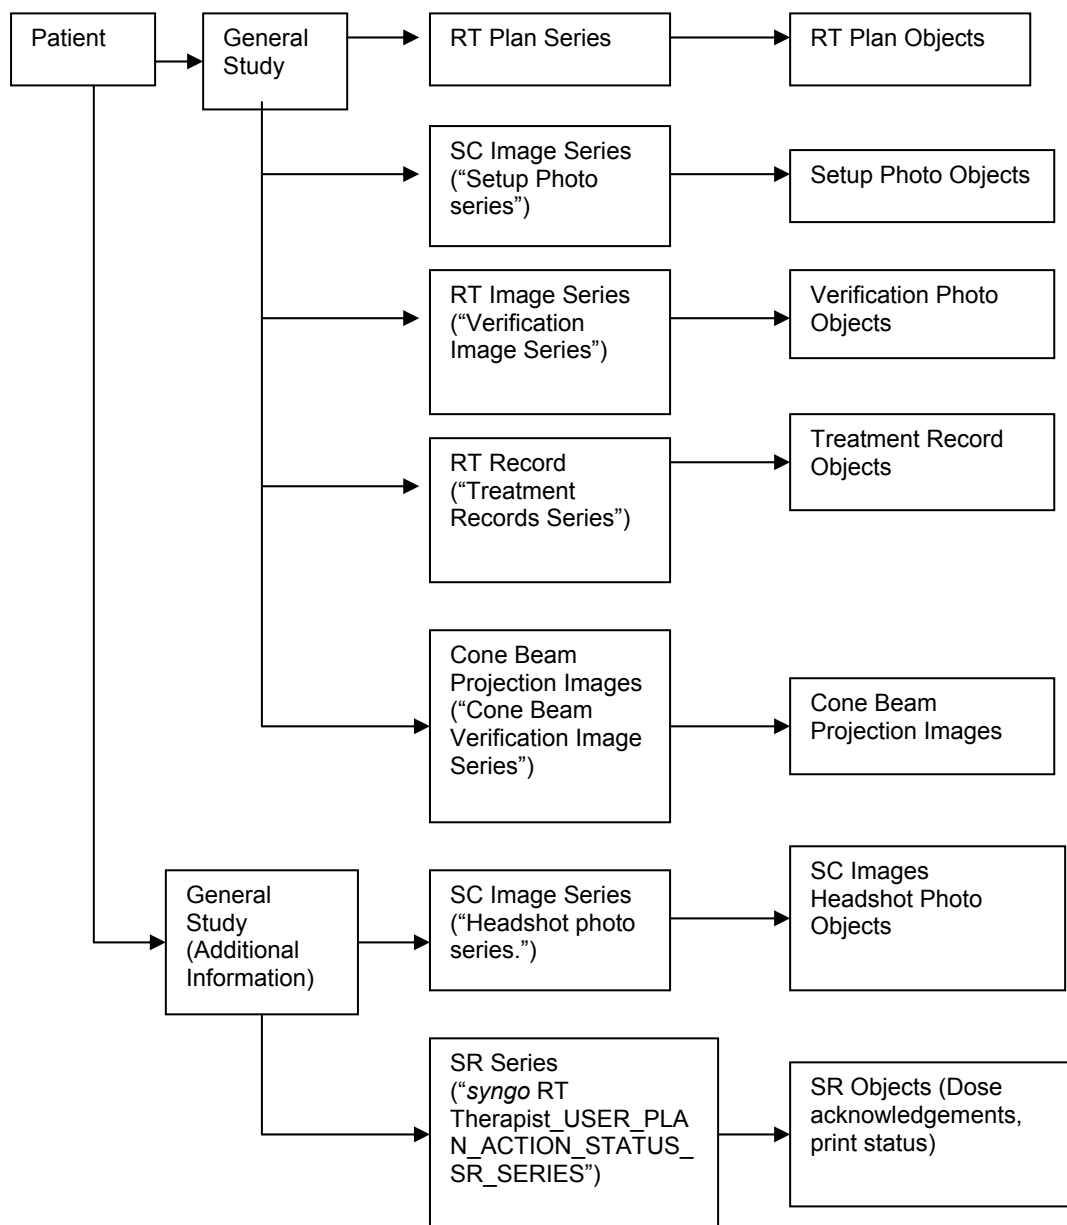 Patient
General
Study
RT Plan Series
RT Plan Objects
SC Image Series
(“Setup Photo
series”)
Setup Photo Objects
RT Image Series
(“Verification
Image Series”)
Verification Photo
Objects
RT Record
(“Treatment
Records Series”)
Treatment Record
Objects
Cone Beam
Projection Images
(“Cone Beam
Verification Image
Series”)
Cone Beam
Projection Images
General
Study
(Additional
Information)
SC Image Series
(“Headshot photo
series.”)
SC Images
Headshot Photo
Objects
SR Series
(“syngo RT
Therapist_USER_PLA
N_ACTION_STATUS_
SR_SERIES”)
SR Objects (Dose
acknowledgements,
print status)